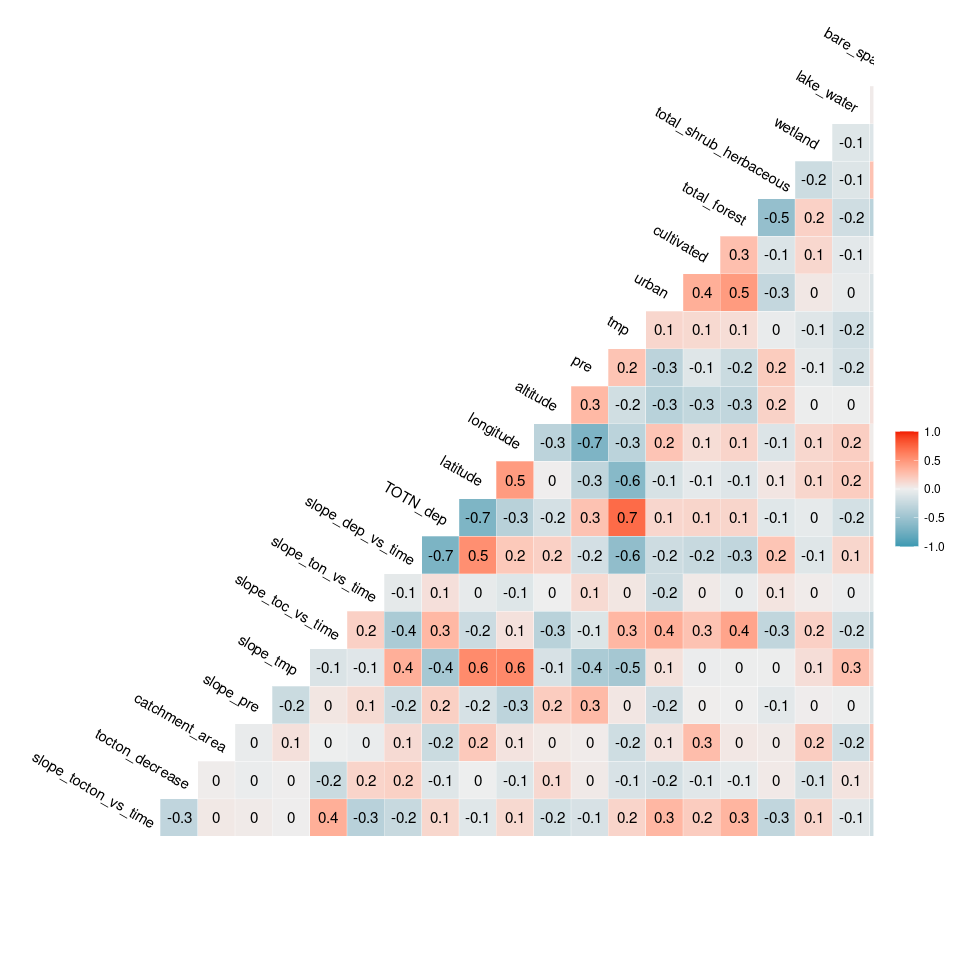 bare_spa
lake_water
wetland -0.1
total_shrub_herbaceous -0.2 -0.1
total_forest -0.5 0.2 -0.2
cultivated 0.3 -0.1 0.1 -0.1
urban 0.4 0.5 -0.3 0 0
tmp 0.1 0.1 0.1 0 -0.1 -0.2
pre 0.2 -0.3 -0.1 -0.2 0.2 -0.1 -0.2
altitude 0.3 -0.2 -0.3 -0.3 -0.3 0.2 0 0
longitude -0.3 -0.7 -0.3 0.2 0.1 0.1 -0.1 0.1 0.2
latitude 0.5 0 -0.3 -0.6 -0.1 -0.1 -0.1 0.1 0.1 0.2
TOTN_dep -0.7 -0.3 -0.2 0.3 0.7 0.1 0.1 0.1 -0.1 0 -0.2
slope_dep_vs_time -0.7 0.5 0.2 0.2 -0.2 -0.6 -0.2 -0.2 -0.3 0.2 -0.1 0.1
slope_ton_vs_time -0.1 0.1 0 -0.1 0 0.1 0 -0.2 0 0 0.1 0 0
slope_toc_vs_time 0.2 -0.4 0.3 -0.2 0.1 -0.3 -0.1 0.3 0.4 0.3 0.4 -0.3 0.2 -0.2
slope_tmp -0.1 -0.1 0.4 -0.4 0.6 0.6 -0.1 -0.4 -0.5 0.1 0 0 0 0.1 0.3
slope_pre -0.2 0 0.1 -0.2 0.2 -0.2 -0.3 0.2 0.3 0 -0.2 0 0 -0.1 0 0
catchment_area 0 0.1 0 0 0.1 -0.2 0.2 0.1 0 0 -0.2 0.1 0.3 0 0 0.2 -0.2
tocton_decrease 0 0 0 -0.2 0.2 0.2 -0.1 0 -0.1 0.1 0 -0.1 -0.2 -0.1 -0.1 0 -0.1 0.1
slope_tocton_vs_time -0.3 0 0 0 0.4 -0.3 -0.2 0.1 -0.1 0.1 -0.2 -0.1 0.2 0.3 0.2 0.3 -0.3 0.1 -0.1
1.0
0.5
0.0
-0.5
-1.0